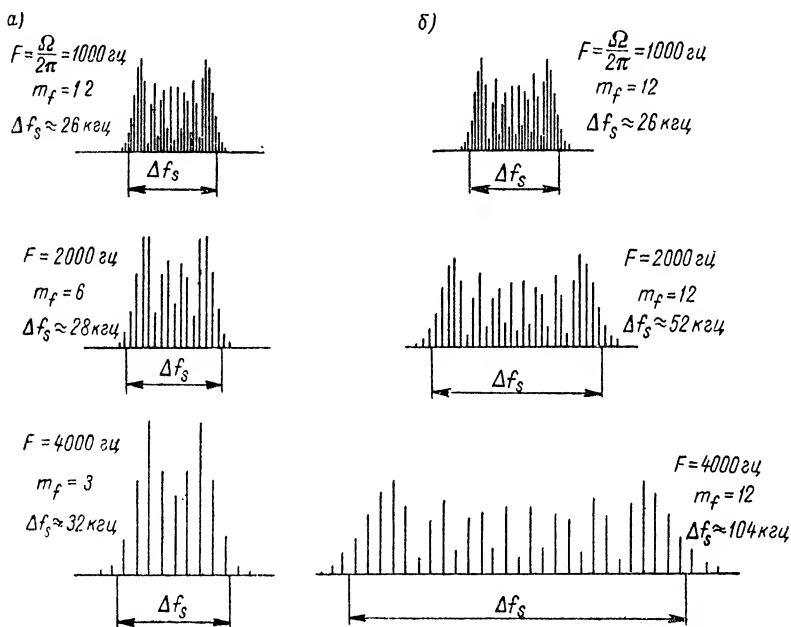 а)
F = Ω/2π = 1000 гц
m_f = 12
Δf_s ≈ 26 кгц
Δf_s
F = 2000 гц
m_f = 6
Δf_s ≈ 28 кгц
Δf_s
F = 4000 гц
m_f = 3
Δf_s ≈ 32 кгц
Δf_s
б)
F = Ω/2π = 1000 гц
m_f = 12
Δf_s ≈ 26 кгц
Δf_s
F = 2000 гц
m_f = 12
Δf_s ≈ 52 кгц
Δf_s
F = 4000 гц
m_f = 12
Δf_s ≈ 104 кгц
Δf_s